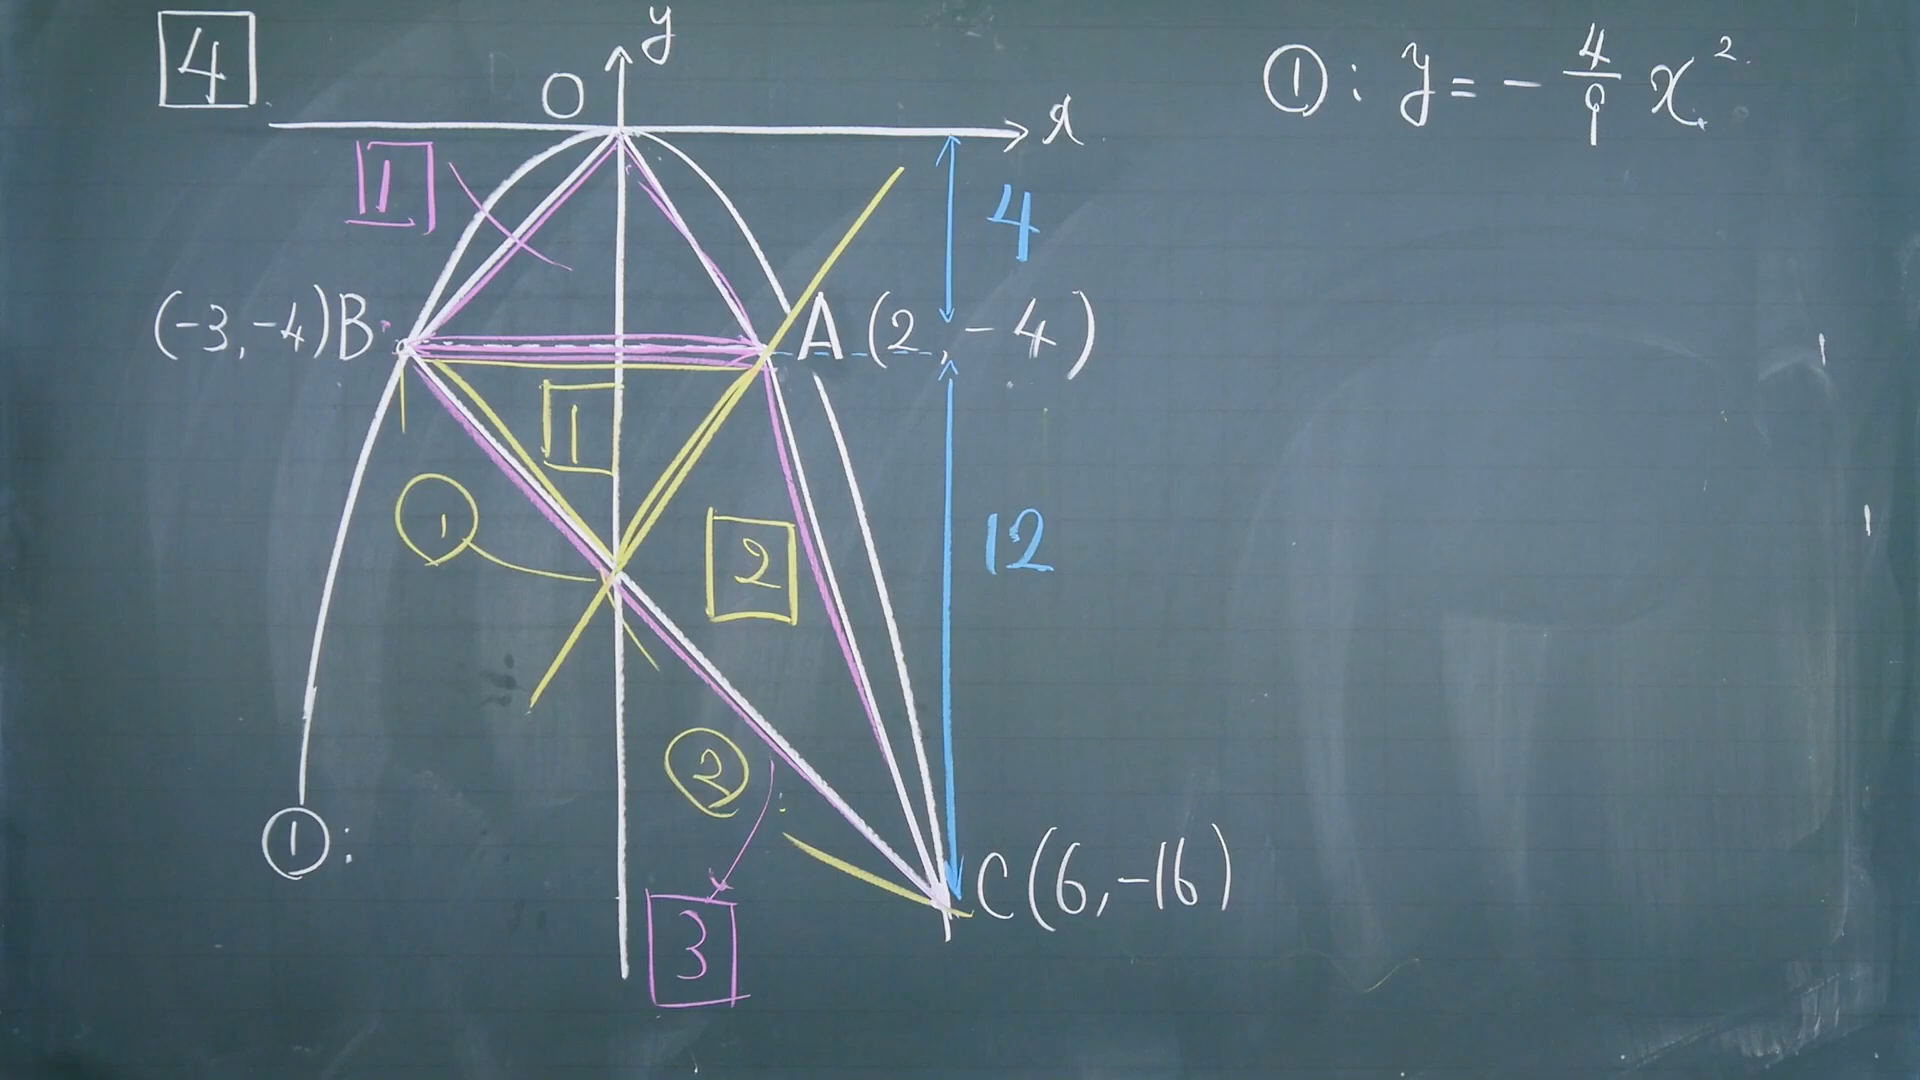 4
y
O
x
① : y = - 4/9 x²
1
4
(-3, -4) B
A (2, -4)
1
①
2
12
②
① :
C (6, -16)
3